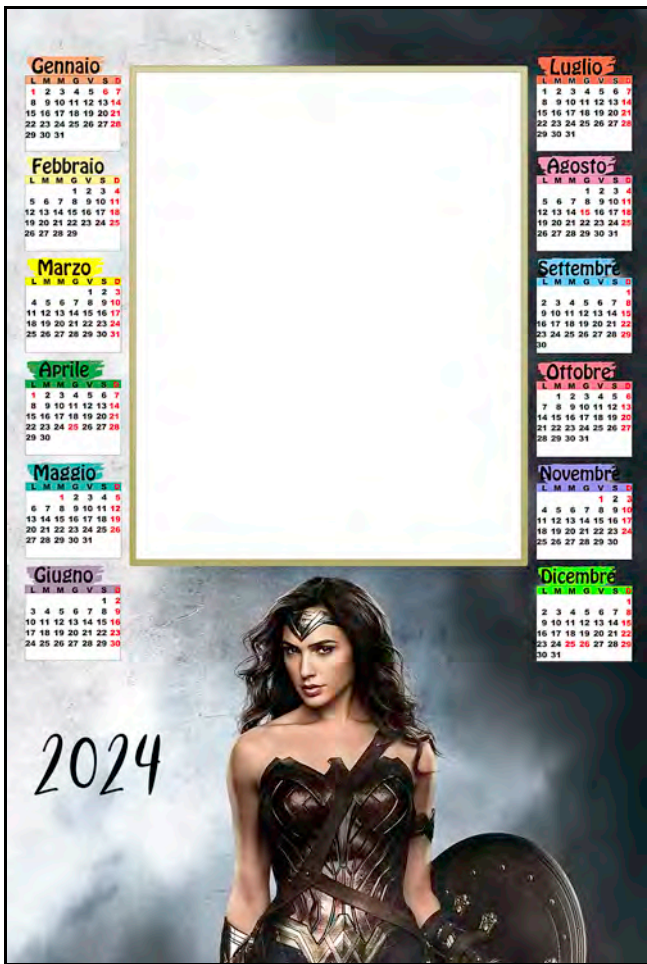 Gennaio
L M M G V S D
1 2 3 4 5 6 7
8 9 10 11 12 13 14
15 16 17 18 19 20 21
22 23 24 25 26 27 28
29 30 31
Febbraio
L M M G V S D
1 2 3 4
5 6 7 8 9 10 11
12 13 14 15 16 17 18
19 20 21 22 23 24 25
26 27 28 29
Marzo
L M M G V S D
1 2 3
4 5 6 7 8 9 10
11 12 13 14 15 16 17
18 19 20 21 22 23 24
25 26 27 28 29 30 31
Aprile
L M M G V S D
1 2 3 4 5 6 7
8 9 10 11 12 13 14
15 16 17 18 19 20 21
22 23 24 25 26 27 28
29 30
Maggio
L M M G V S D
1 2 3 4 5
6 7 8 9 10 11 12
13 14 15 16 17 18 19
20 21 22 23 24 25 26
27 28 29 30 31
Giugno
L M M G V S D
1 2
3 4 5 6 7 8 9
10 11 12 13 14 15 16
17 18 19 20 21 22 23
24 25 26 27 28 29 30
Luglio
L M M G V S D
1 2 3 4 5 6 7
8 9 10 11 12 13 14
15 16 17 18 19 20 21
22 23 24 25 26 27 28
29 30 31
Agosto
L M M G V S D
1 2 3 4
5 6 7 8 9 10 11
12 13 14 15 16 17 18
19 20 21 22 23 24 25
26 27 28 29 30 31
Settembre
L M M G V S D
1
2 3 4 5 6 7 8
9 10 11 12 13 14 15
16 17 18 19 20 21 22
23 24 25 26 27 28 29
30
Ottobre
L M M G V S D
1 2 3 4 5 6
7 8 9 10 11 12 13
14 15 16 17 18 19 20
21 22 23 24 25 26 27
28 29 30 31
Novembre
L M M G V S D
1 2 3
4 5 6 7 8 9 10
11 12 13 14 15 16 17
18 19 20 21 22 23 24
25 26 27 28 29 30
Dicembre
L M M G V S D
1
2 3 4 5 6 7 8
9 10 11 12 13 14 15
16 17 18 19 20 21 22
23 24 25 26 27 28 29
30 31
2024